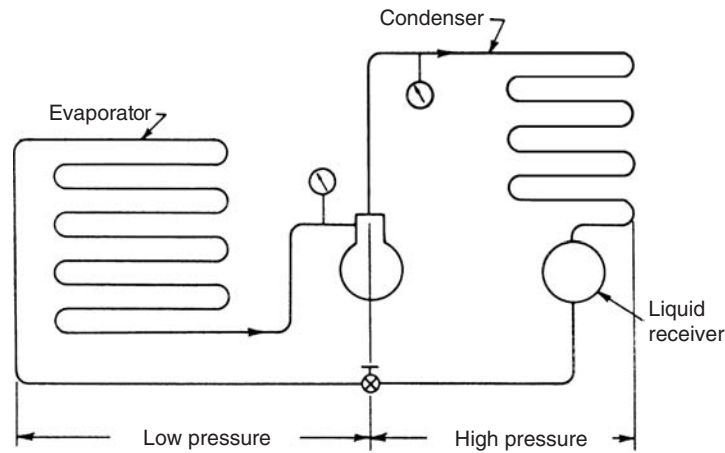 Condenser
Evaporator
Liquid
receiver
Low pressure
High pressure